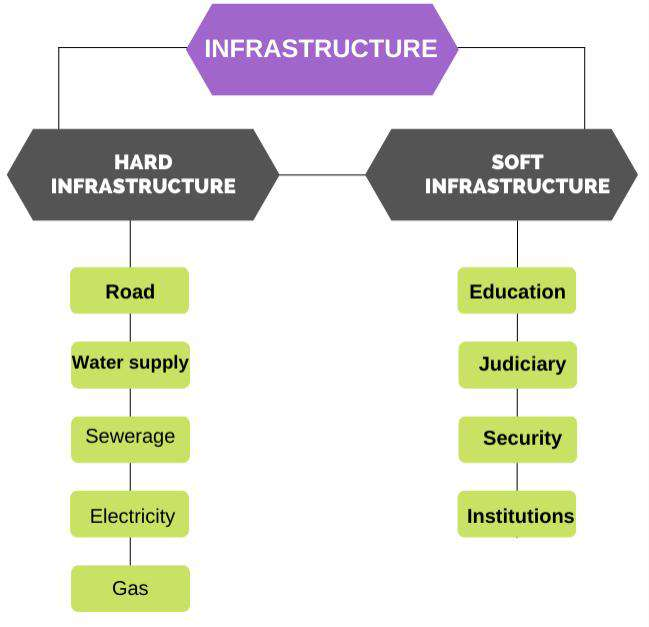 INFRASTRUCTURE
HARD
INFRASTRUCTURE
SOFT
INFRASTRUCTURE
Road
Water supply
Sewerage
Electricity
Gas
Education
Judiciary
Security
Institutions